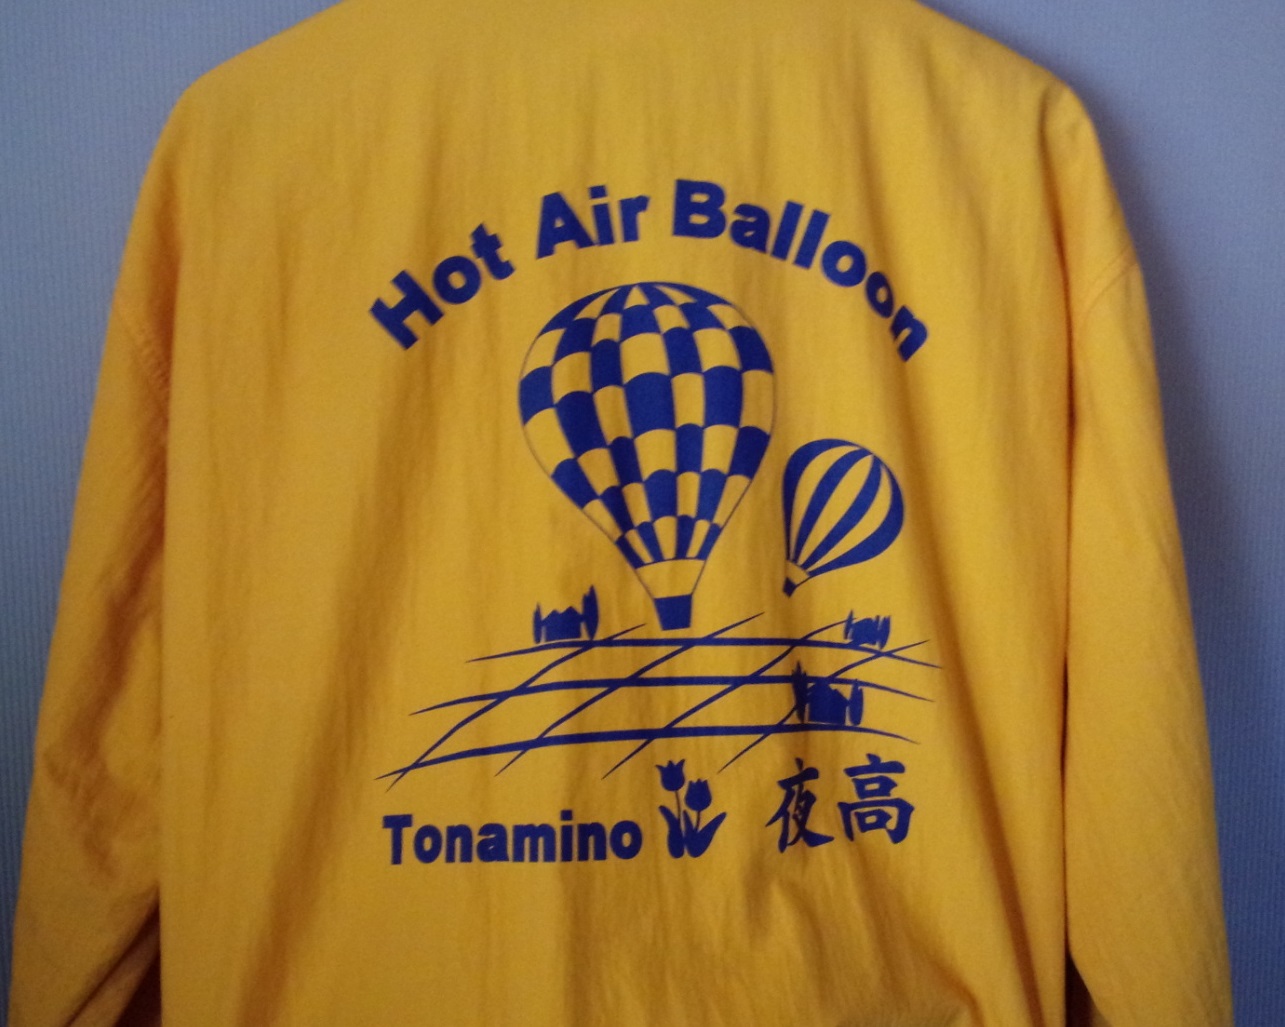 Hot Air Balloon
Tonamino 夜高